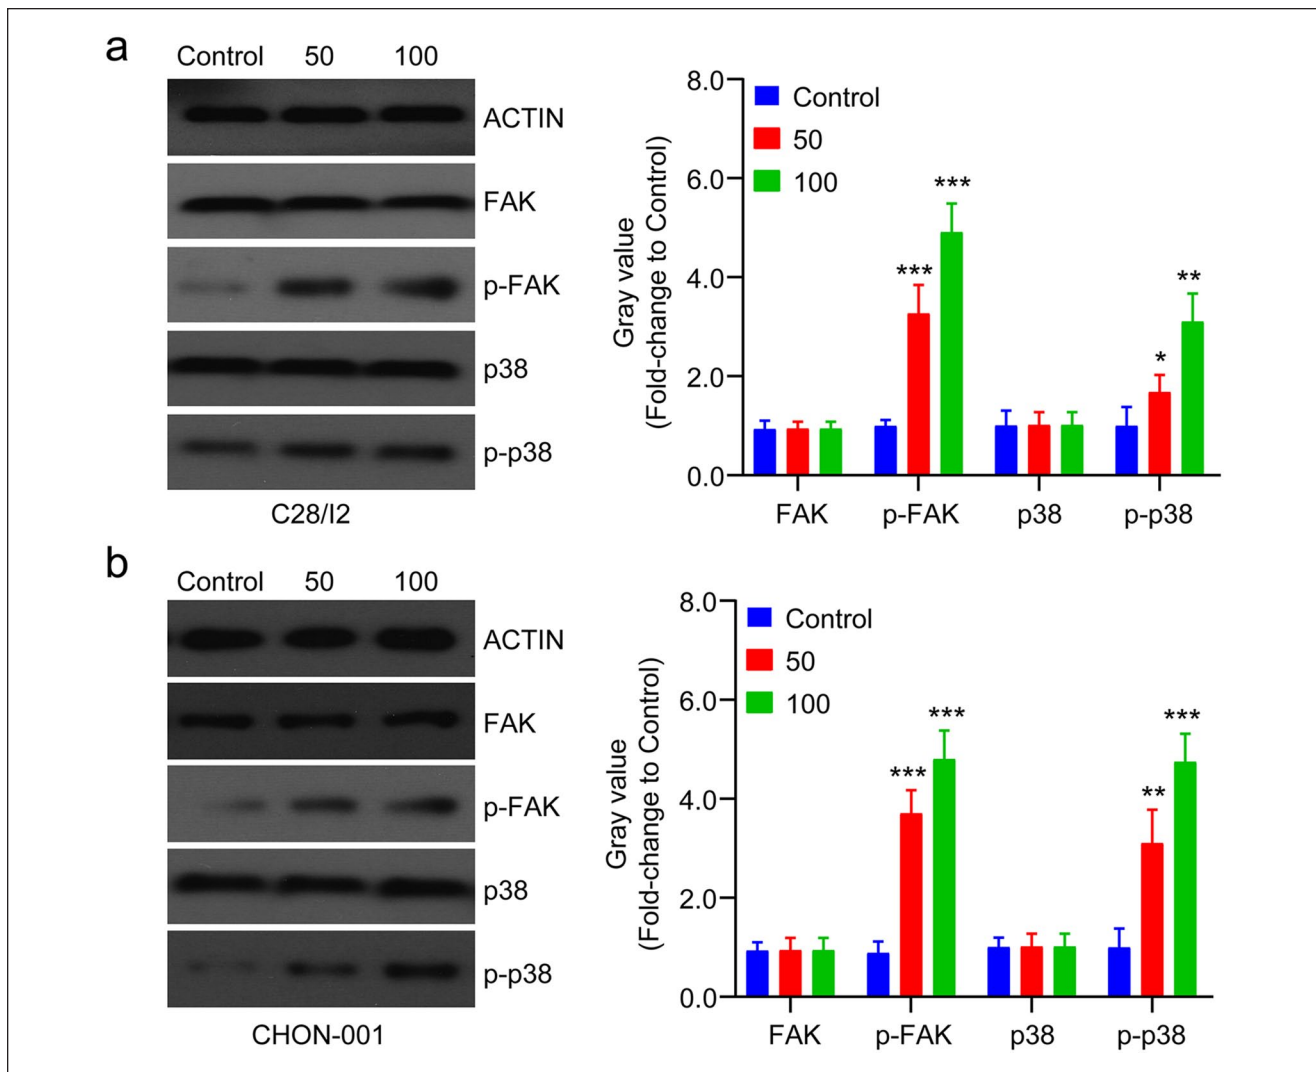 a
Control 50 100
ACTIN
FAK
p-FAK
p38
p-p38
C28/I2
Gray value
(Fold-change to Control)
8.0
6.0
4.0
2.0
0.0
Control
50
100
***
***
*
**
FAK p-FAK p38 p-p38
b
Control 50 100
ACTIN
FAK
p-FAK
p38
p-p38
CHON-001
Gray value
(Fold-change to Control)
8.0
6.0
4.0
2.0
0.0
Control
50
100
***
***
**
***
FAK p-FAK p38 p-p38